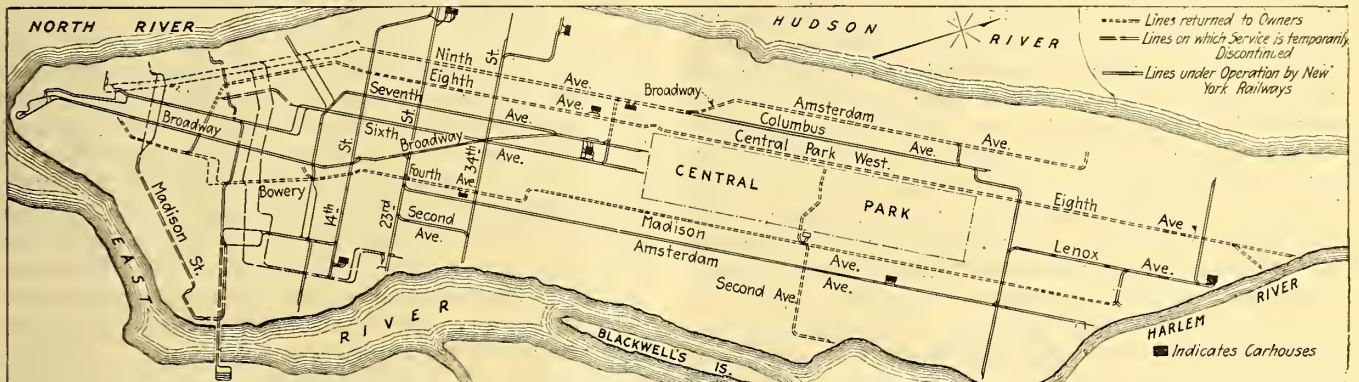 NORTH RIVER
HUDSON RIVER
Lines returned to Owners
Lines on which Service is temporarily
Discontinued
Lines under Operation by New
York Railways
Ninth Ave.
Eighth Ave.
Seventh Ave.
Sixth Ave.
Broadway
Broadway
Broadway
Amsterdam Ave.
Columbus Ave.
Central Park West.
Eighth Ave.
CENTRAL PARK
Bowery
14th St.
23rd St.
34th St.
Fourth Ave.
Second Ave.
Madison St.
Madison Ave.
Amsterdam Ave.
Second Ave.
Lenox Ave.
EAST RIVER
BLACKWELL'S IS.
HARLEM RIVER
Indicates Carhouses